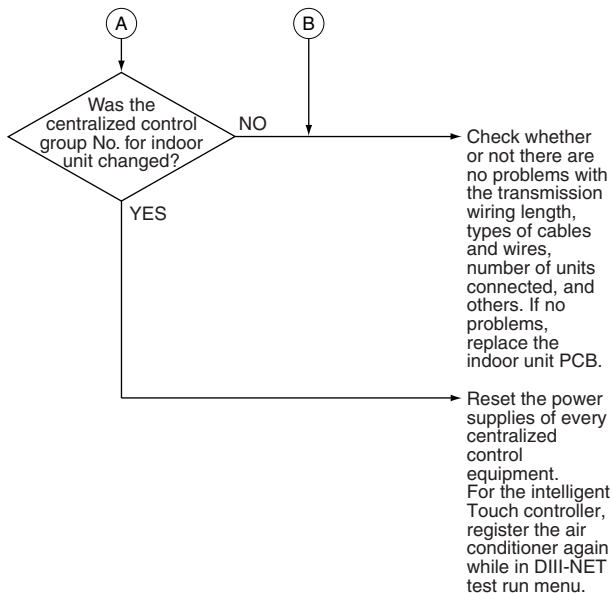 A
B
Was the
centralized control
group No. for indoor
unit changed?
NO
YES
Check whether
or not there are
no problems with
the transmission
wiring length,
types of cables
and wires,
number of units
connected, and
others. If no
problems,
replace the
indoor unit PCB.
Reset the power
supplies of every
centralized
control
equipment.
For the intelligent
Touch controller,
register the air
conditioner again
while in DIII-NET
test run menu.